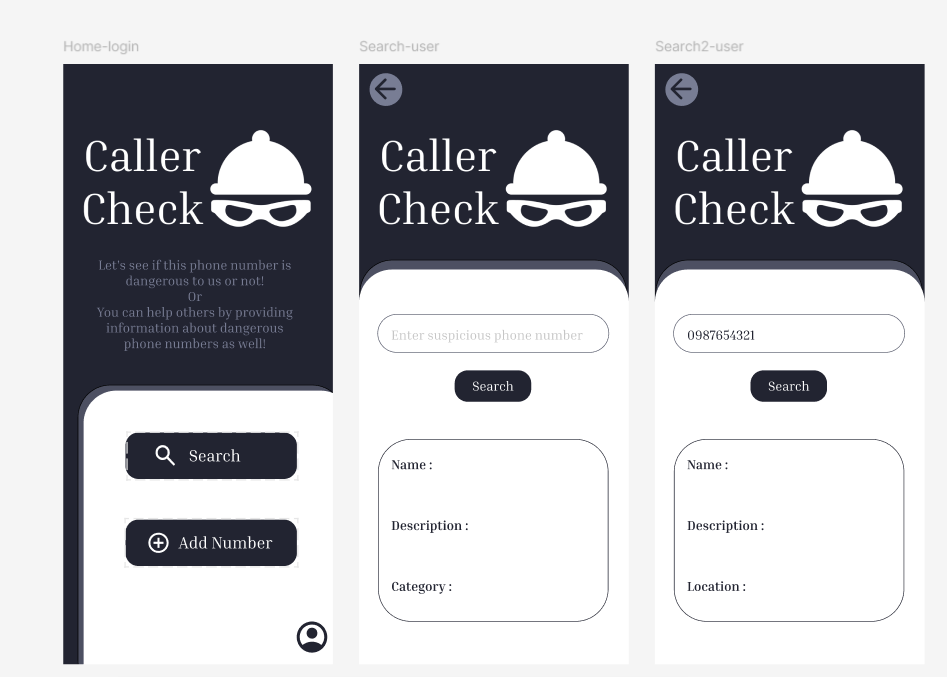 Home-login
Caller
Check
Let's see if this phone number is
dangerous to us or not!
Or
You can help others by providing
information about dangerous
phone numbers as well!
Search
Add Number
Search-user
Caller
Check
Enter suspicious phone number
Search
Name :
Description :
Category :
Search2-user
Caller
Check
0987654321
Search
Name :
Description :
Location :